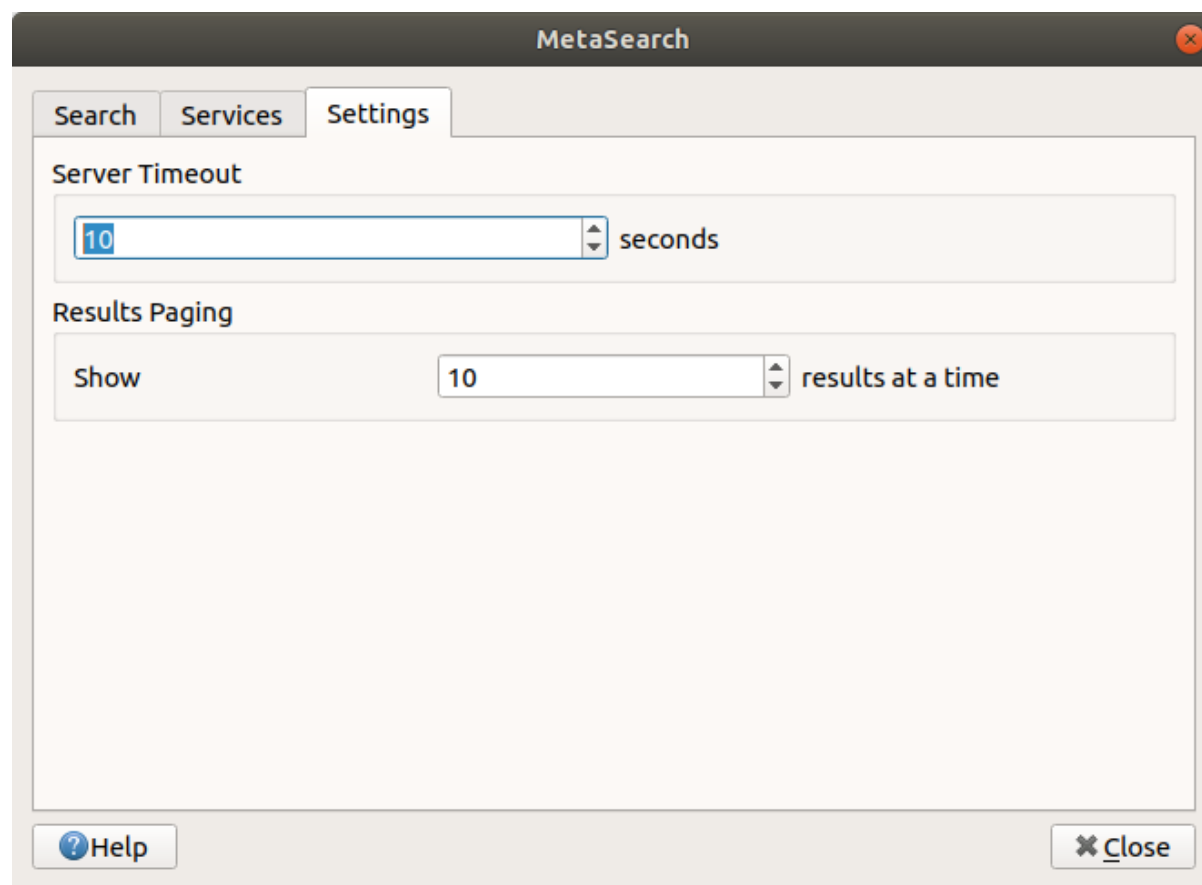 MetaSearch
Search Services Settings
Server Timeout
10 seconds
Results Paging
Show 10 results at a time
Help Close